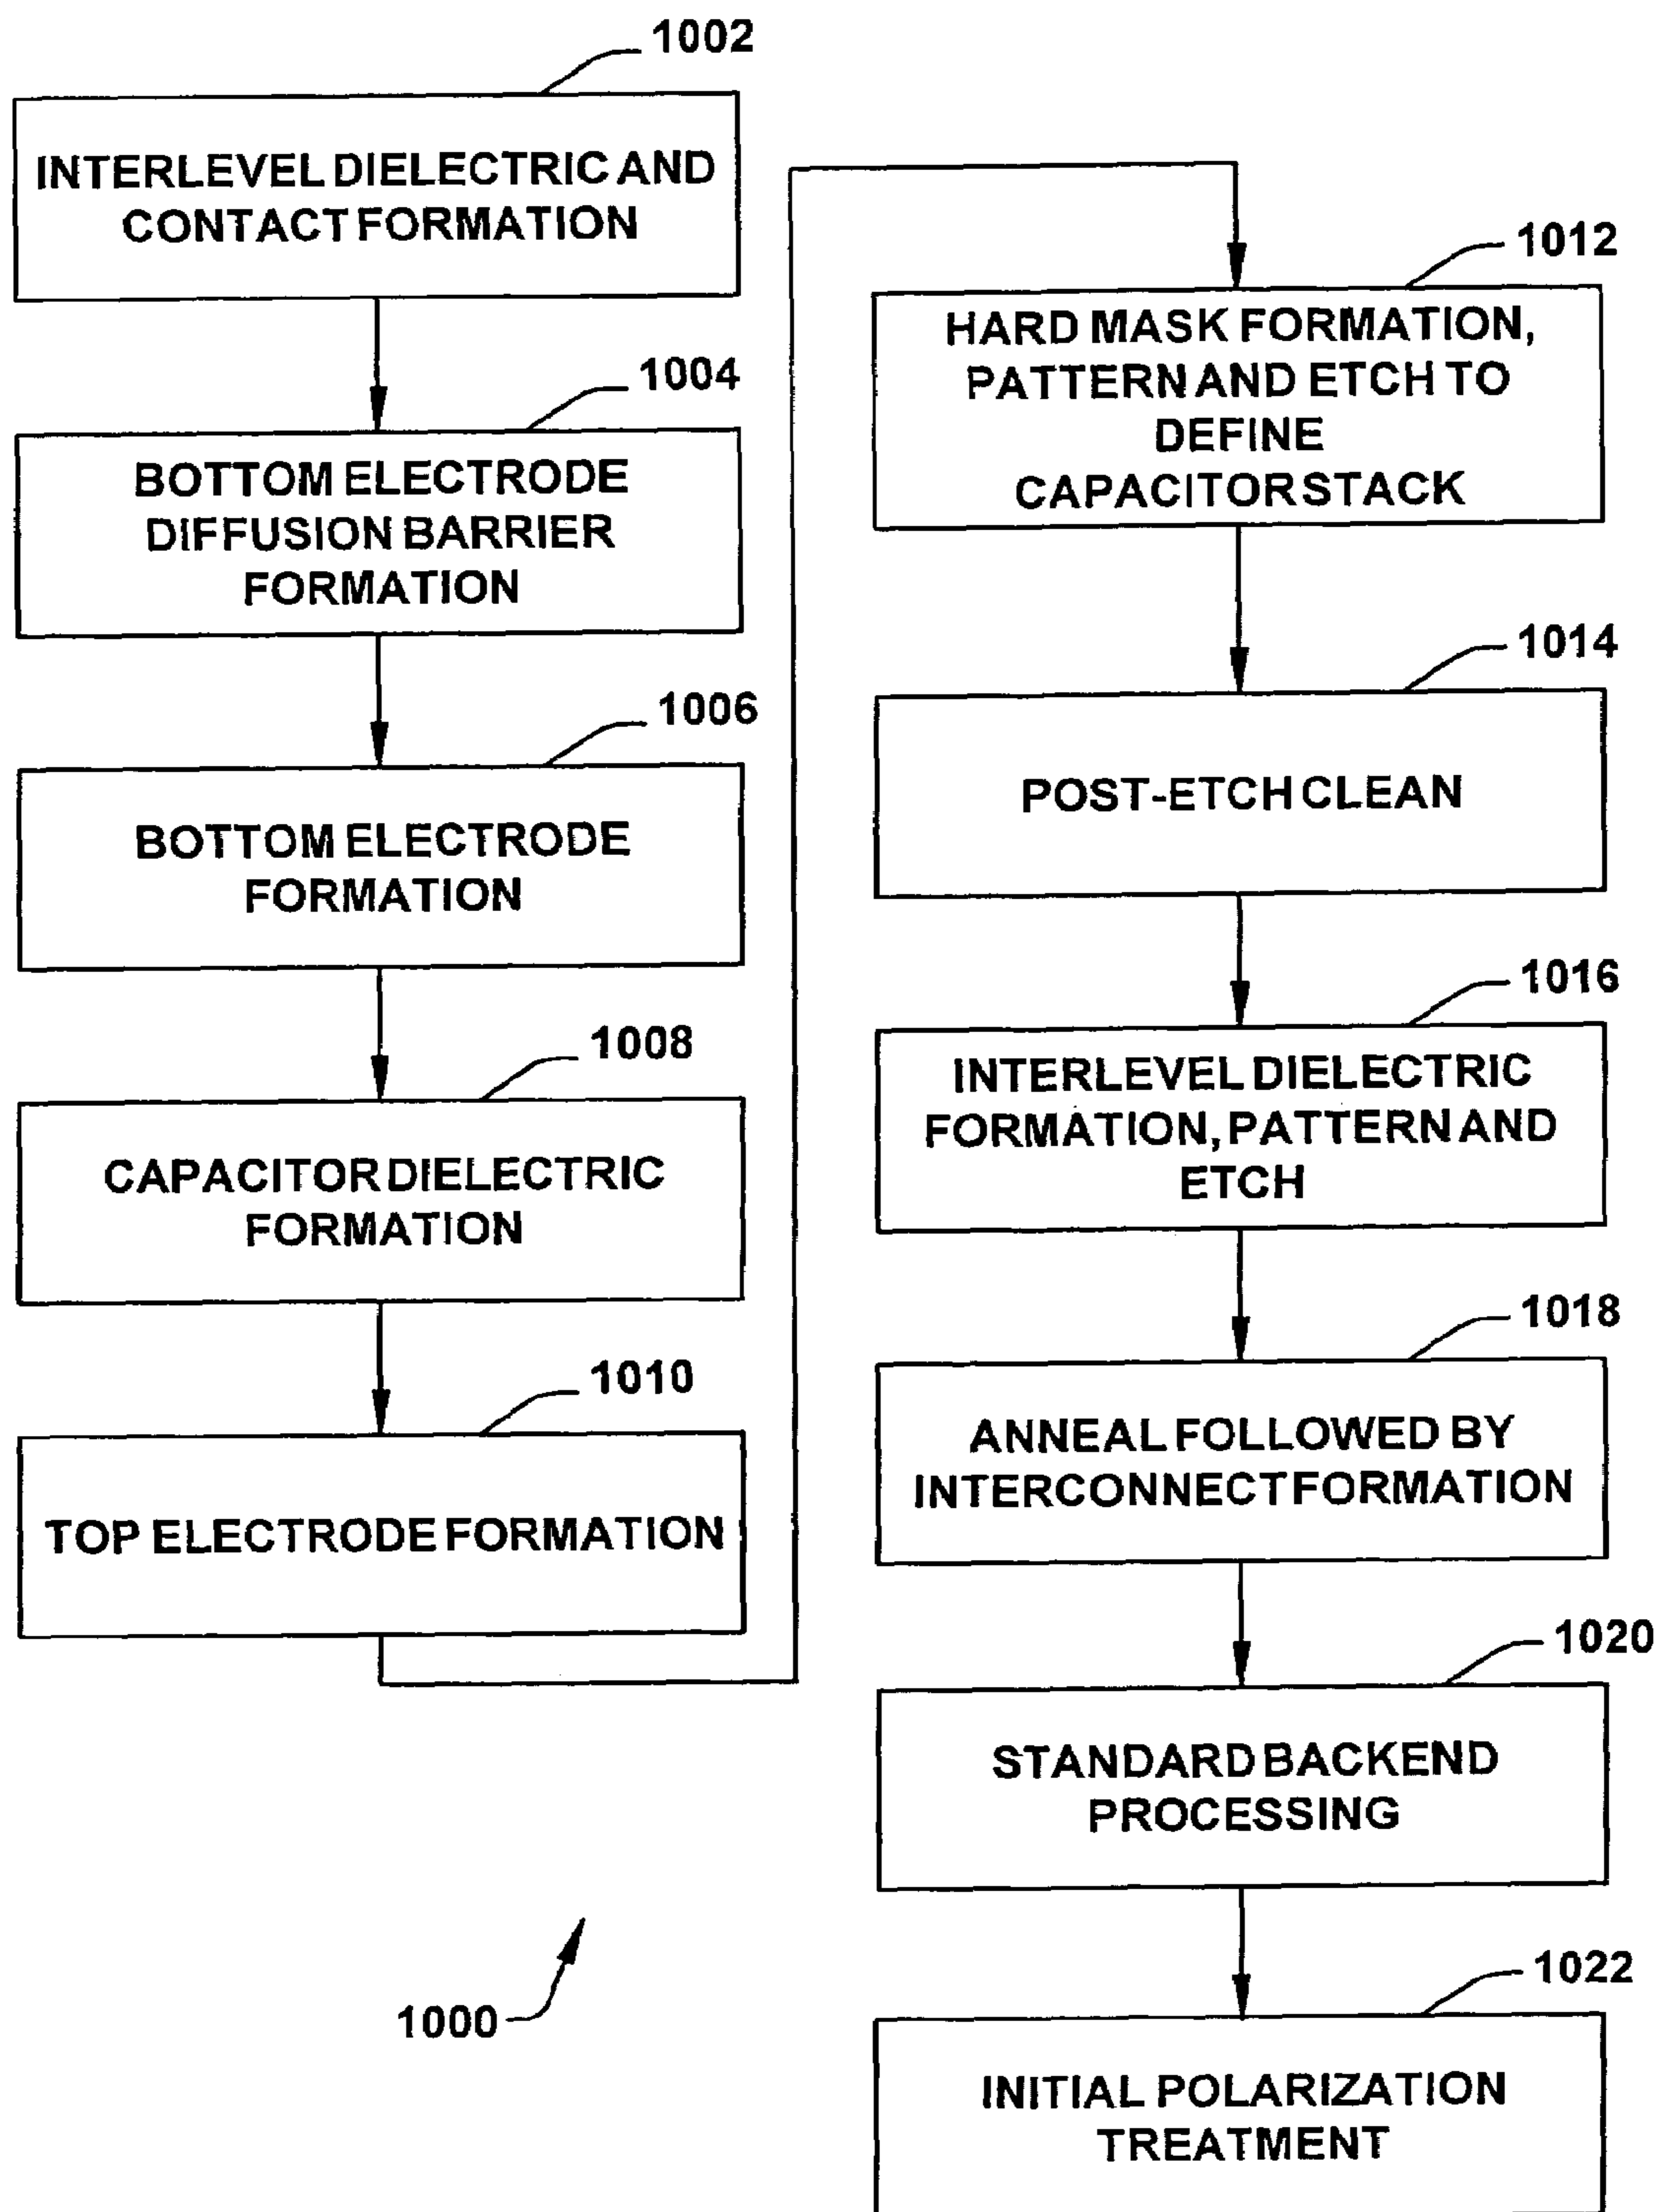 1002
INTERLEVEL DIELECTRIC AND
CONTACT FORMATION
1004
BOTTOM ELECTRODE
DIFFUSION BARRIER
FORMATION
1006
BOTTOM ELECTRODE
FORMATION
1008
CAPACITOR DIELECTRIC
FORMATION
1010
TOP ELECTRODE FORMATION
1012
HARD MASK FORMATION,
PATTERN AND ETCH TO
DEFINE
CAPACITOR STACK
1014
POST-ETCH CLEAN
1016
INTERLEVEL DIELECTRIC
FORMATION, PATTERN AND
ETCH
1018
ANNEAL FOLLOWED BY
INTERCONNECT FORMATION
1020
STANDARD BACKEND
PROCESSING
1022
INITIAL POLARIZATION
TREATMENT
1000